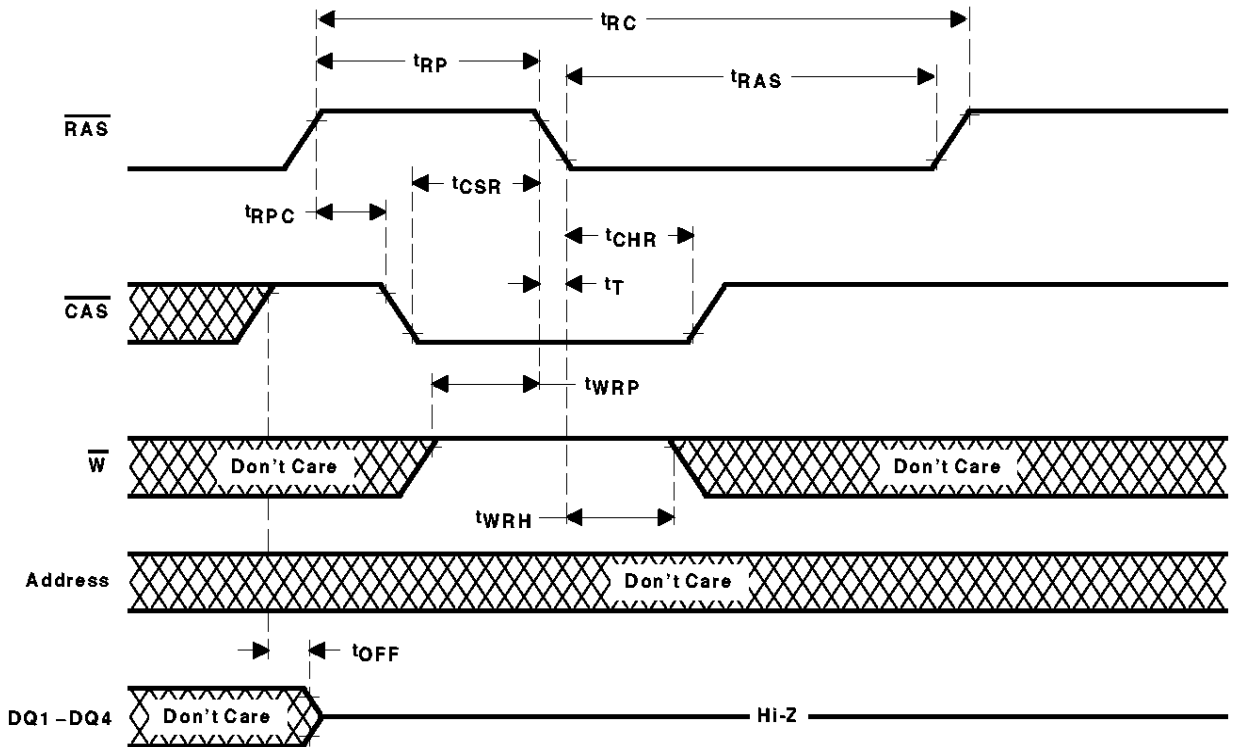 tRC
tRP
tRAS
RAS
tCSR
tRPC
tCHR
CAS
tT
tWRP
W
Don't Care
Don't Care
tWRH
Address
Don't Care
tOFF
DQ1–DQ4
Don't Care
Hi-Z